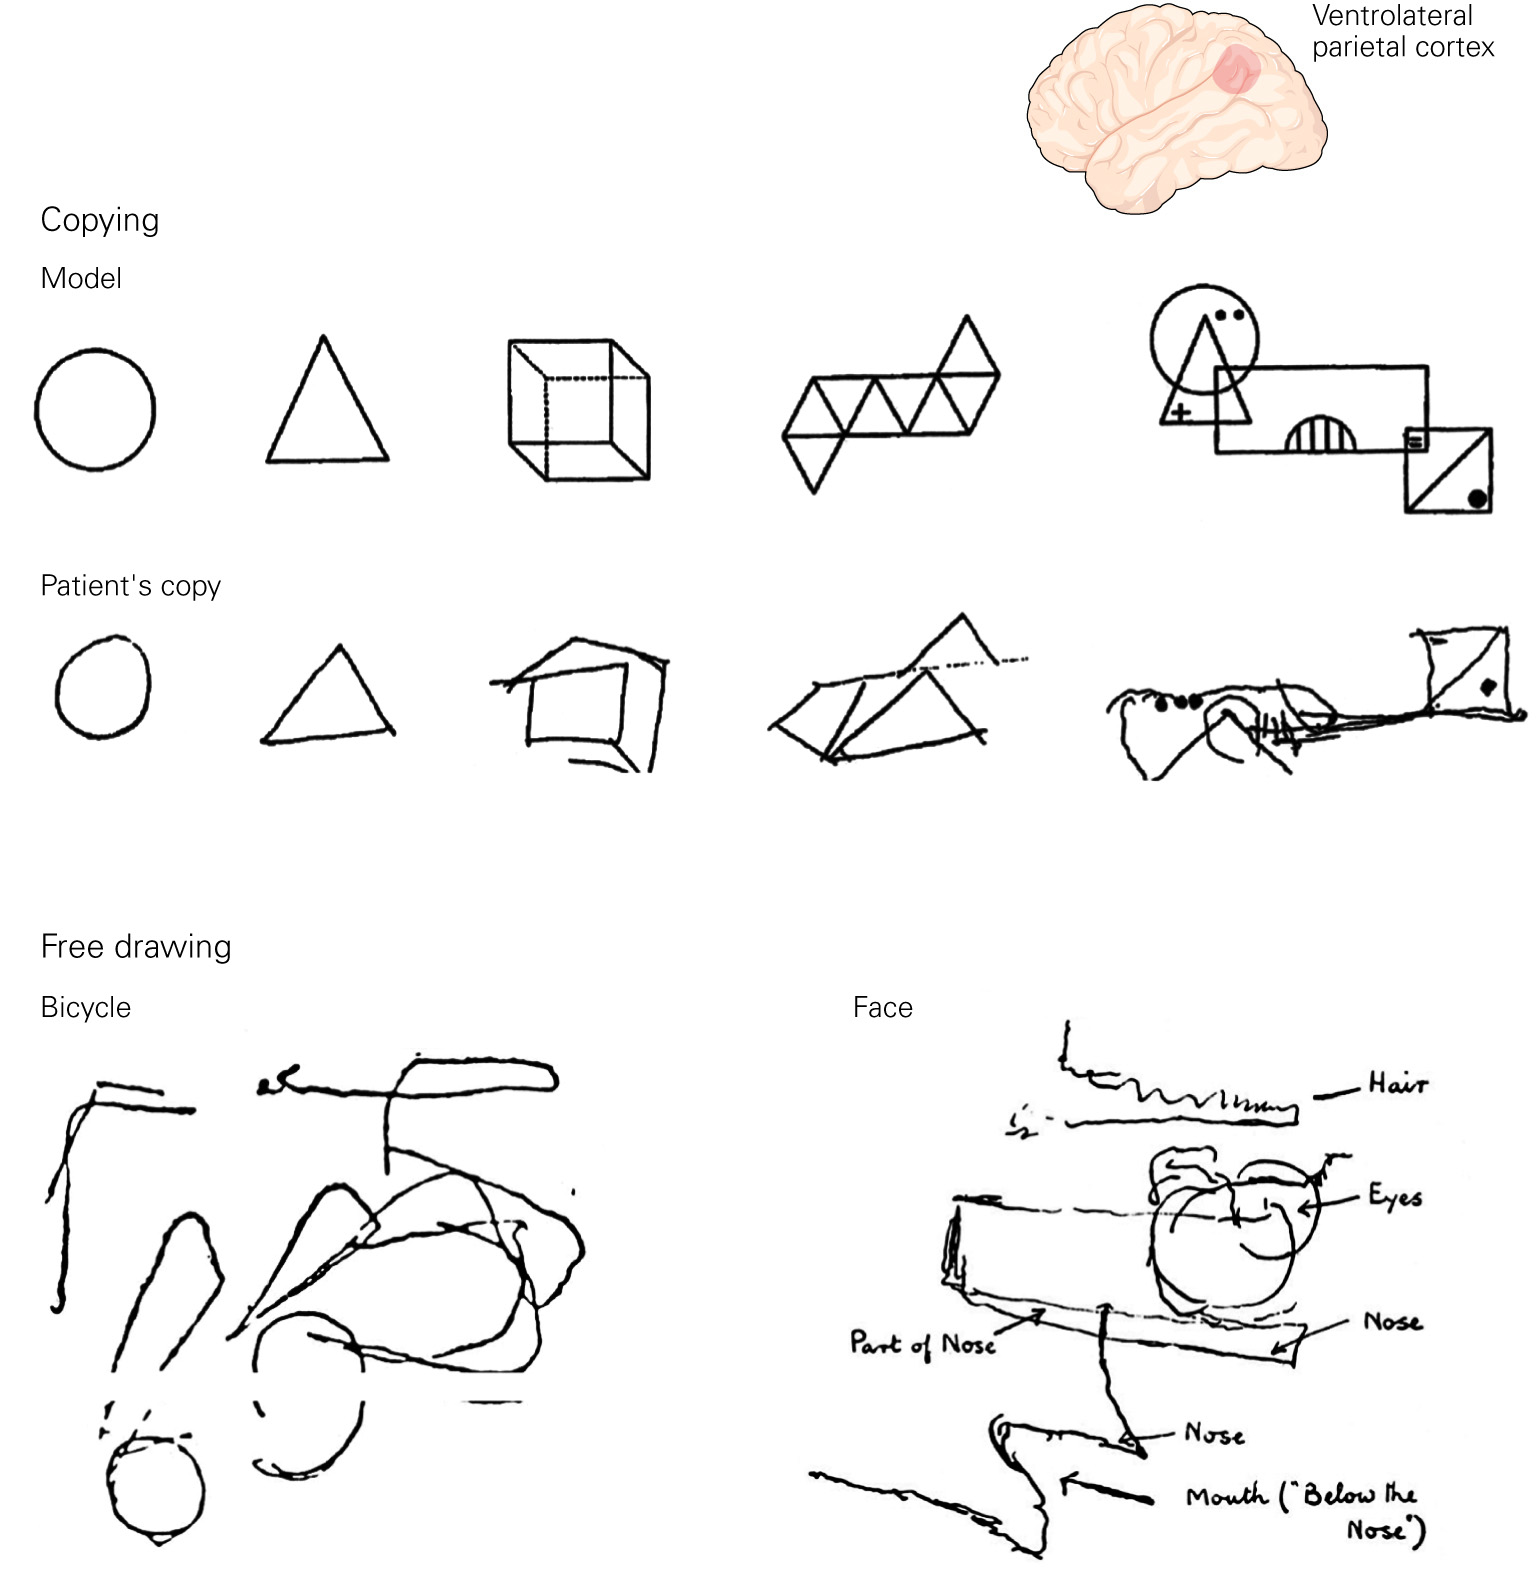 Ventrolateral
parietal cortex
Copying
Model
Patient's copy
Free drawing
Bicycle
Face
Hair
Eyes
Nose
Part of Nose
Nose
Mouth ("Below the
Nose")